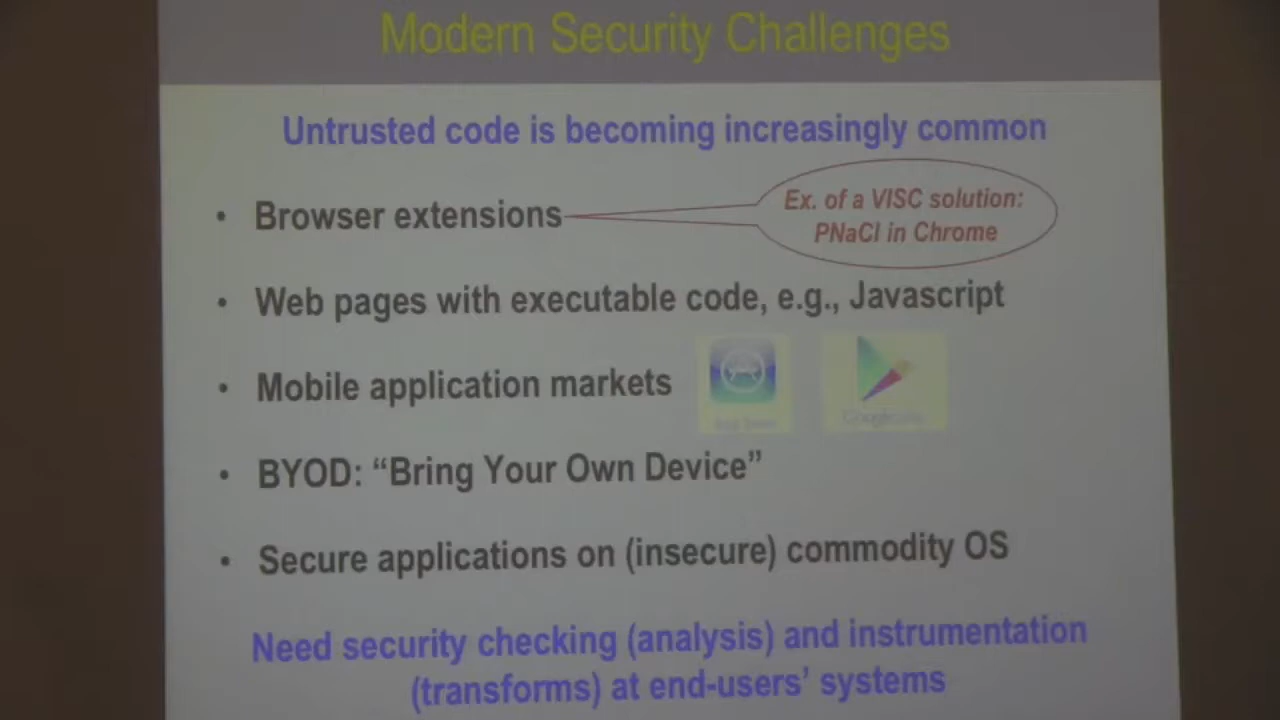 Modern Security Challenges
Untrusted code is becoming increasingly common
• Browser extensions
Ex. of a VISC solution:
PNaCl in Chrome
• Web pages with executable code, e.g., Javascript
• Mobile application markets
• BYOD: “Bring Your Own Device”
• Secure applications on (insecure) commodity OS
Need security checking (analysis) and instrumentation
(transforms) at end-users’ systems